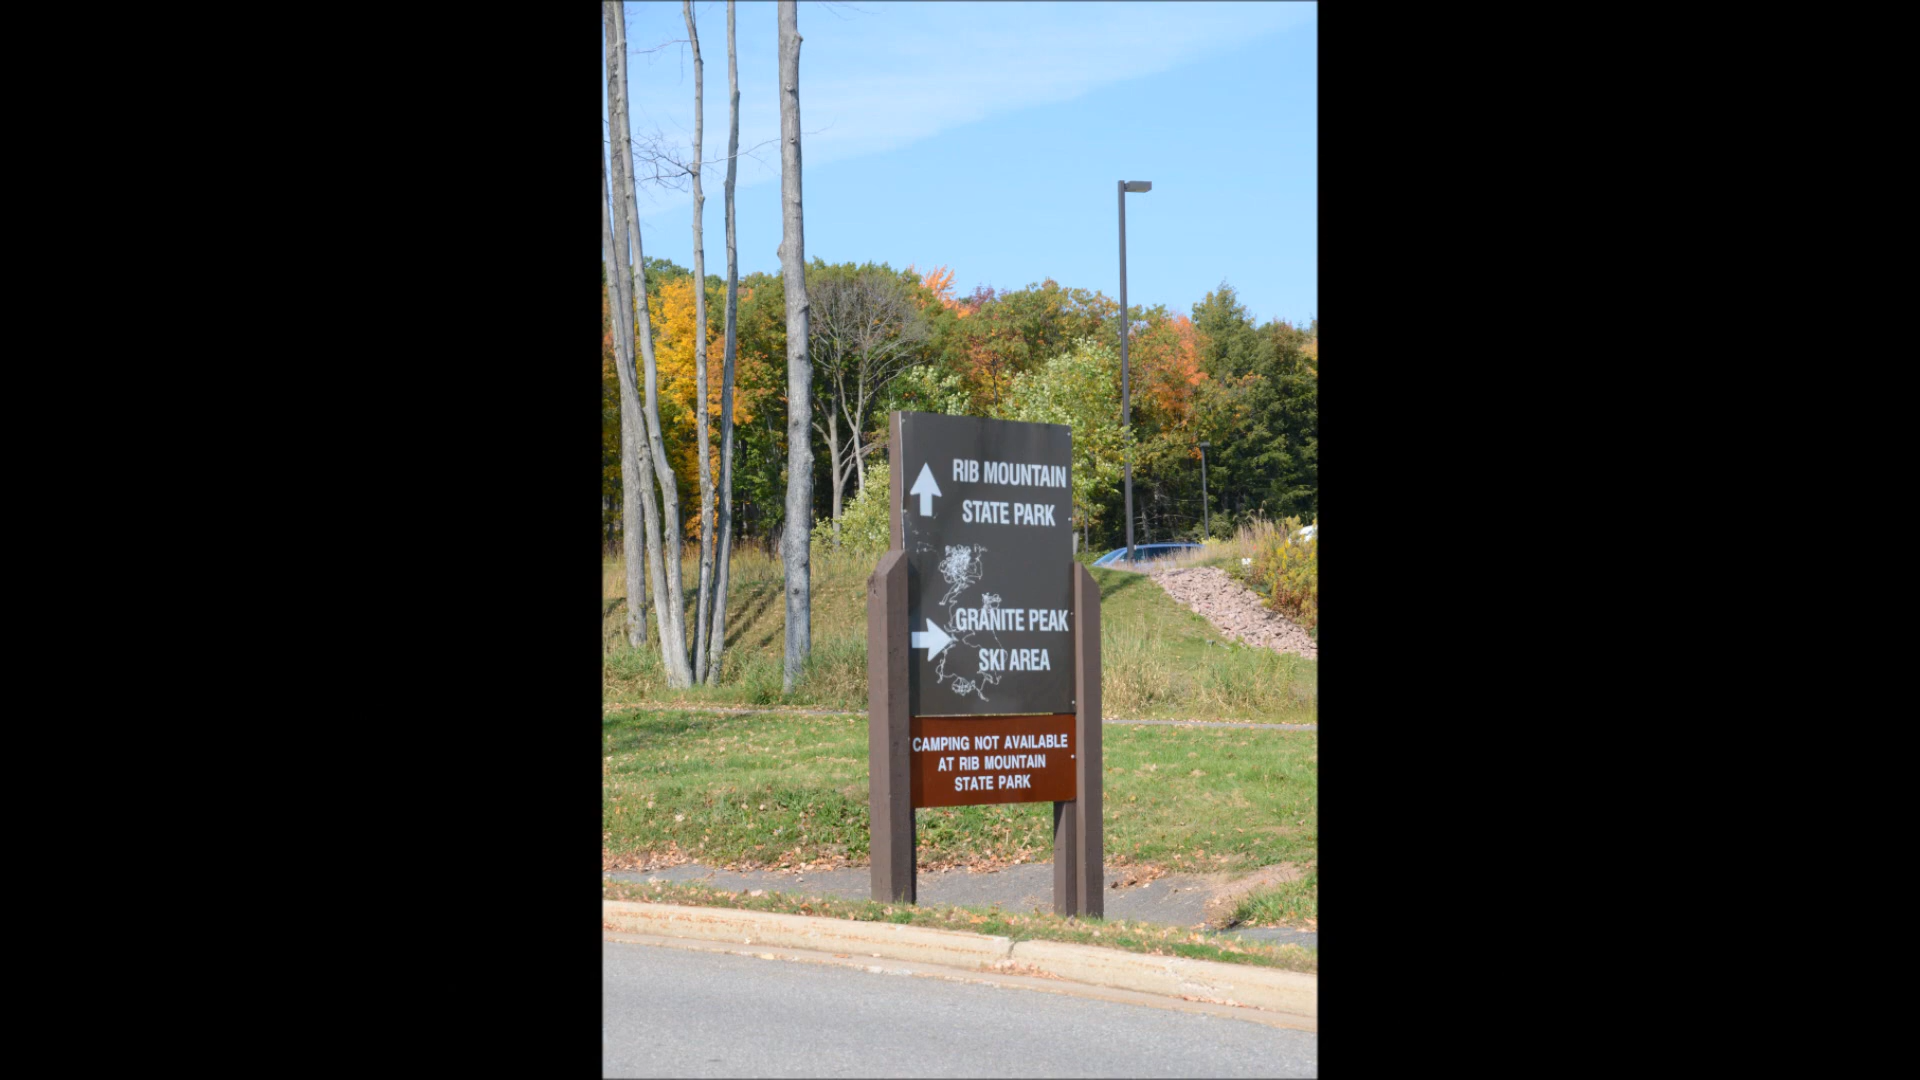 RIB MOUNTAIN
STATE PARK
GRANITE PEAK
SKI AREA
CAMPING NOT AVAILABLE
AT RIB MOUNTAIN
STATE PARK